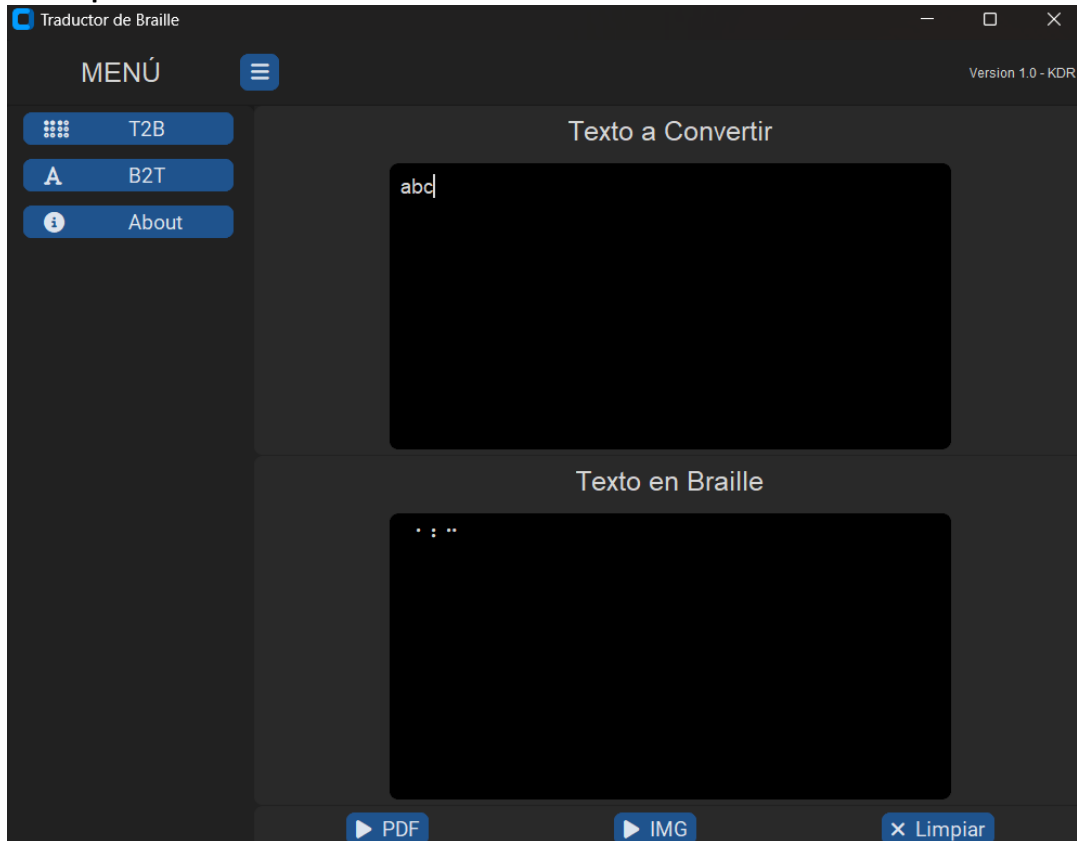 Traductor de Braille
MENÚ
Version 1.0 - KDR
T2B
B2T
About
Texto a Convertir
abc
Texto en Braille
⠁⠃⠉
PDF
IMG
Limpiar